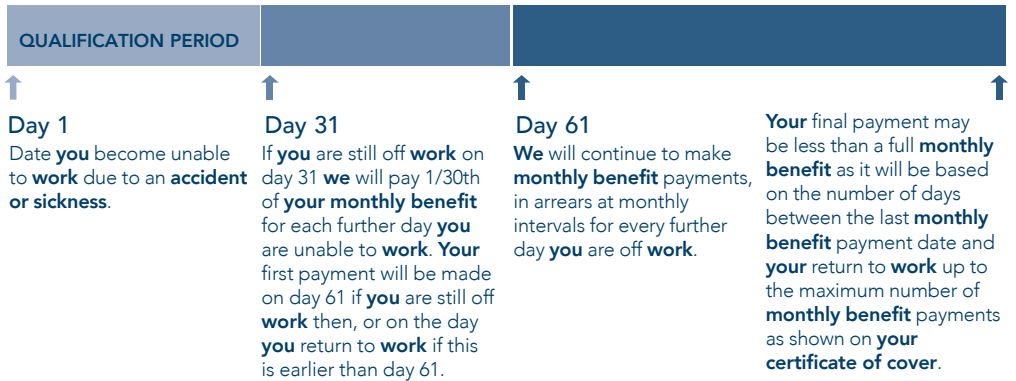 QUALIFICATION PERIOD
Day 1
Date you become unable
to work due to an accident
or sickness.
Day 31
If you are still off work on
day 31 we will pay 1/30th
of your monthly benefit
for each further day you
are unable to work. Your
first payment will be made
on day 61 if you are still off
work then, or on the day
you return to work if this
is earlier than day 61.
Day 61
We will continue to make
monthly benefit payments,
in arrears at monthly
intervals for every further
day you are off work.
Your final payment may
be less than a full monthly
benefit as it will be based
on the number of days
between the last monthly
benefit payment date and
your return to work up to
the maximum number of
monthly benefit payments
as shown on your
certificate of cover.